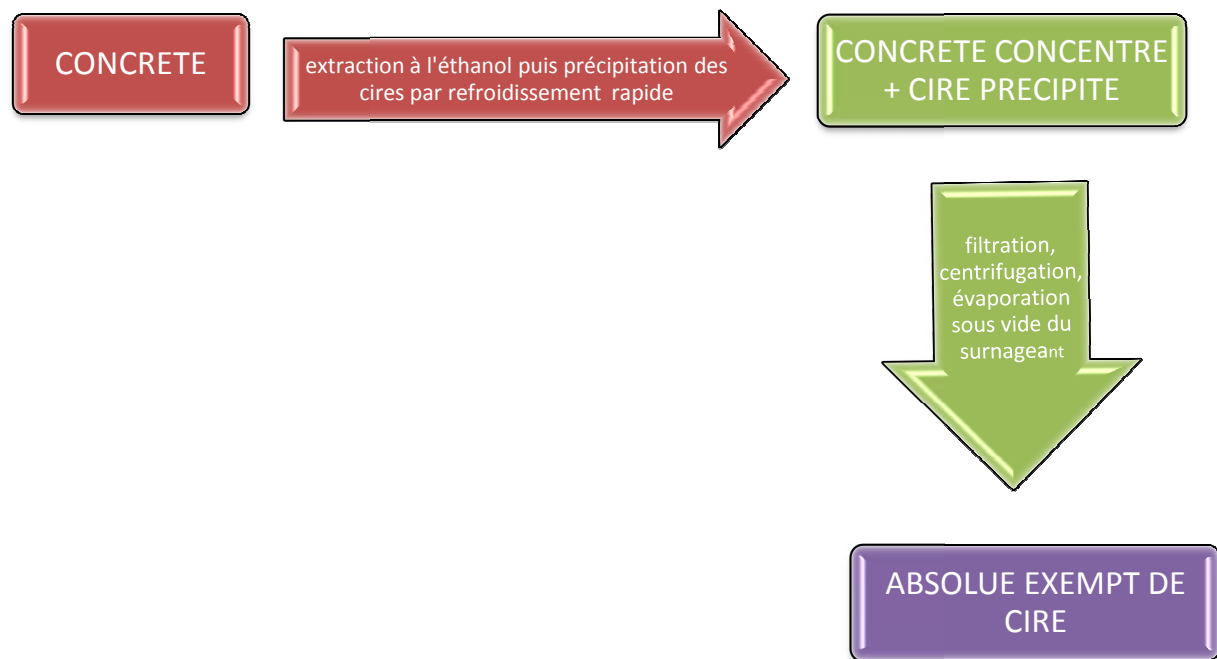 CONCRETE
extraction à l'éthanol puis précipitation des
cires par refroidissement rapide
CONCRETE CONCENTRE
+ CIRE PRECIPITE
filtration,
centrifugation,
évaporation
sous vide du
surnageant
ABSOLUE EXEMPT DE
CIRE